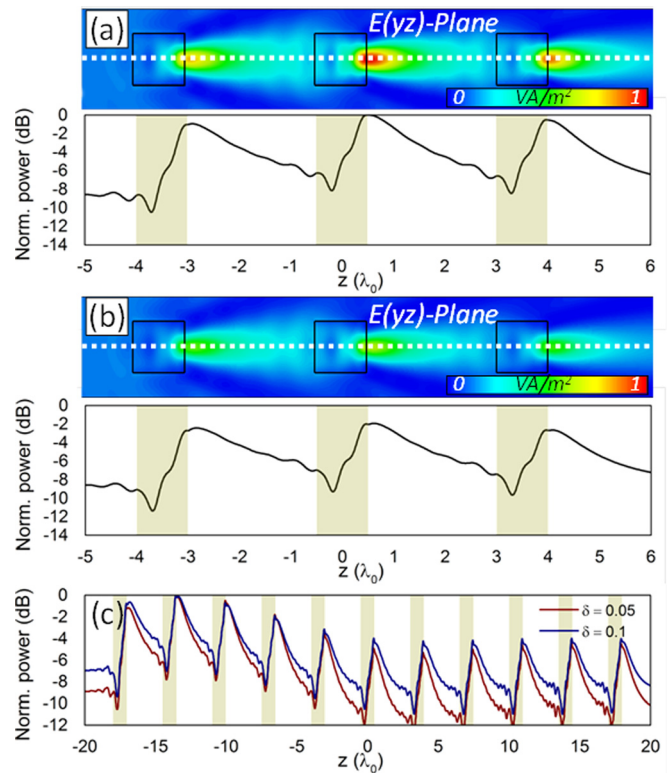 (a)
E(yz)-Plane
0 VA/m² 1
Norm. power (dB)
0
-2
-4
-6
-8
-10
-12
-14
-5 -4 -3 -2 -1 0 1 2 3 4 5 6
z (λ₀)
(b)
E(yz)-Plane
0 VA/m² 1
Norm. power (dB)
0
-2
-4
-6
-8
-10
-12
-14
-5 -4 -3 -2 -1 0 1 2 3 4 5 6
z (λ₀)
(c)
δ = 0.05
δ = 0.1
Norm. power (dB)
0
-2
-4
-6
-8
-10
-12
-20 -15 -10 -5 0 5 10 15 20
z (λ₀)